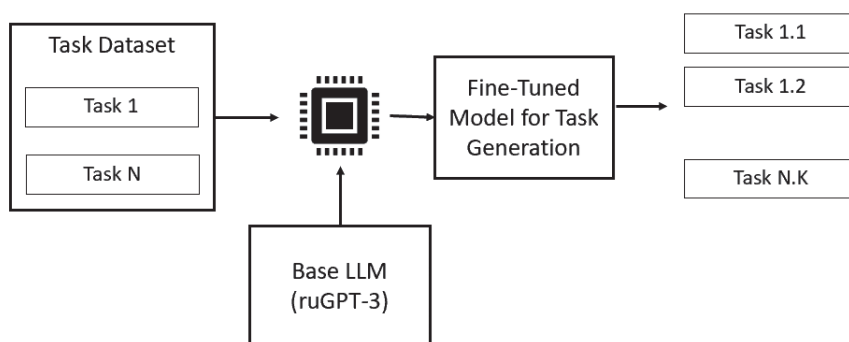 Task Dataset
Task 1
Task N
Base LLM
(ruGPT-3)
Fine-Tuned
Model for Task
Generation
Task 1.1
Task 1.2
Task N.K